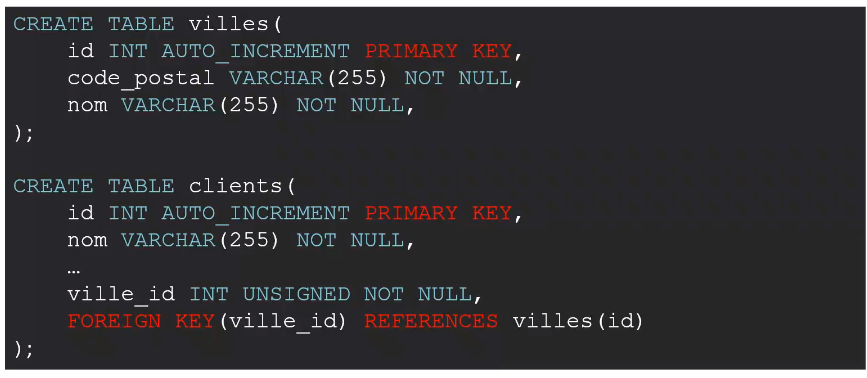 CREATE TABLE villes(
    id INT AUTO_INCREMENT PRIMARY KEY,
    code_postal VARCHAR(255) NOT NULL,
    nom VARCHAR(255) NOT NULL,
);

CREATE TABLE clients(
    id INT AUTO_INCREMENT PRIMARY KEY,
    nom VARCHAR(255) NOT NULL,
    …
    ville_id INT UNSIGNED NOT NULL,
    FOREIGN KEY(ville_id) REFERENCES villes(id)
);